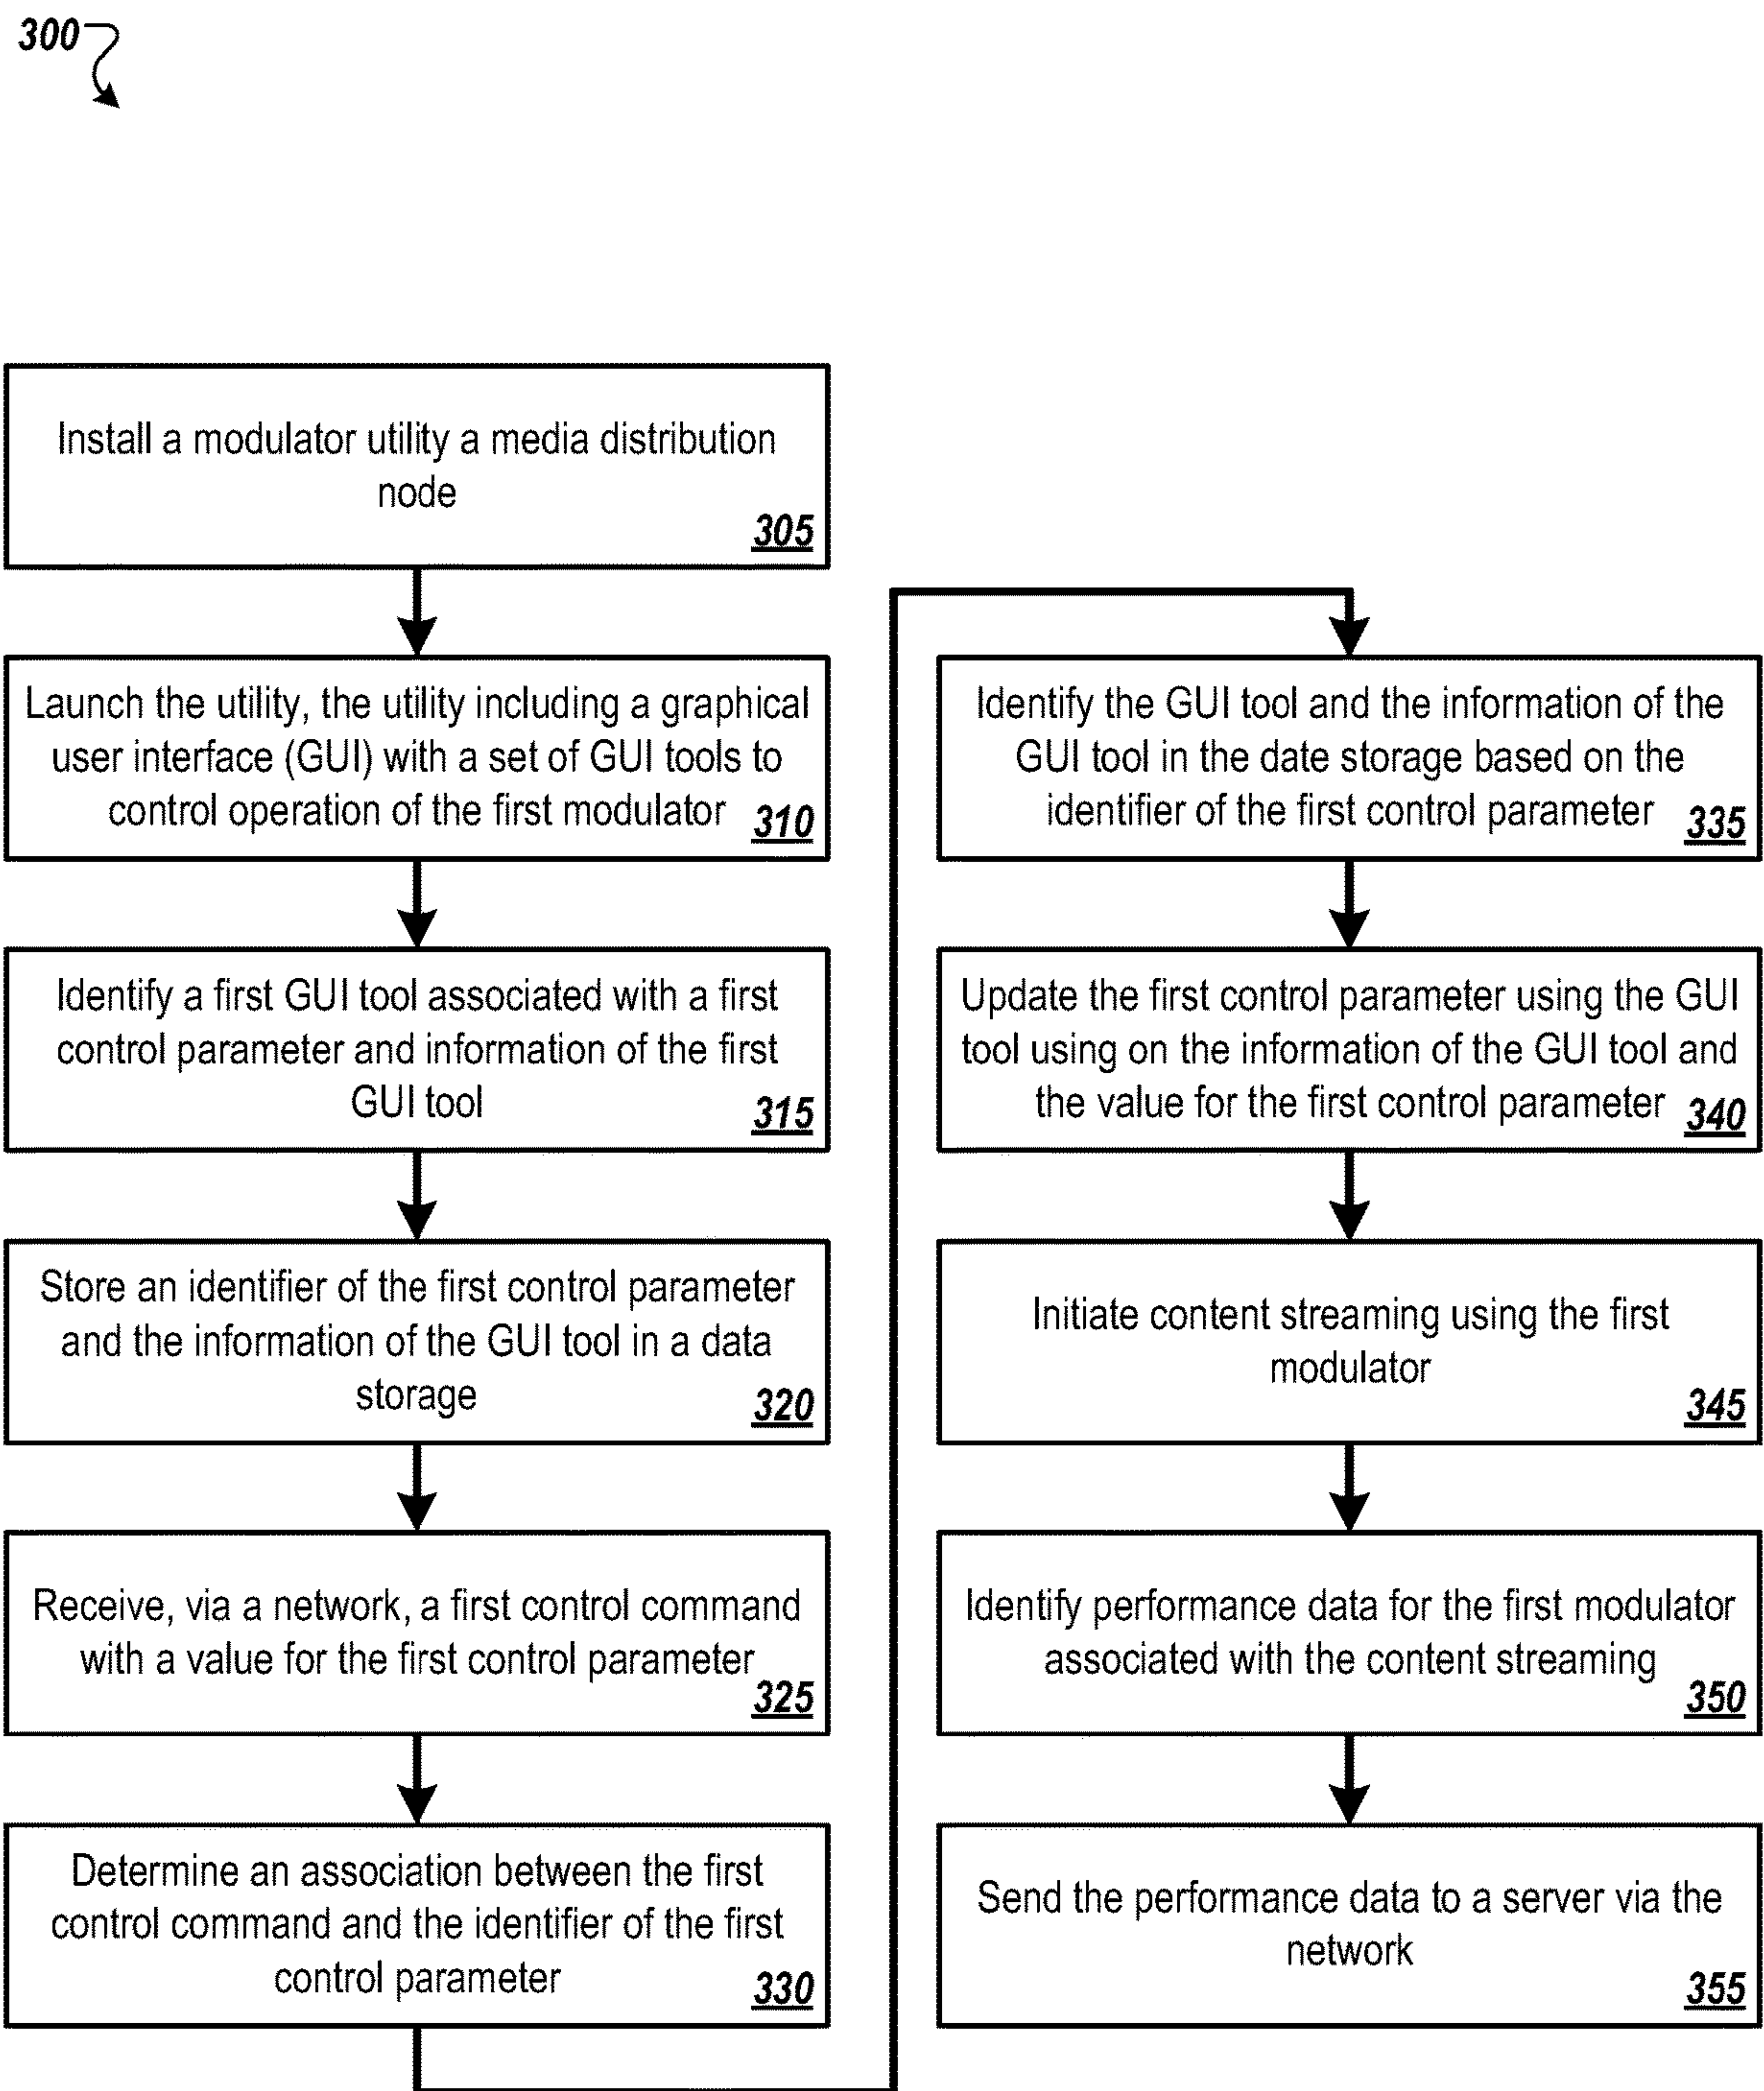 300
Install a modulator utility a media distribution
node
305
Launch the utility, the utility including a graphical
user interface (GUI) with a set of GUI tools to
control operation of the first modulator 310
Identify a first GUI tool associated with a first
control parameter and information of the first
GUI tool
315
Store an identifier of the first control parameter
and the information of the GUI tool in a data
storage
320
Receive, via a network, a first control command
with a value for the first control parameter
325
Determine an association between the first
control command and the identifier of the first
control parameter
330
Identify the GUI tool and the information of the
GUI tool in the date storage based on the
identifier of the first control parameter 335
Update the first control parameter using the GUI
tool using on the information of the GUI tool and
the value for the first control parameter 340
Initiate content streaming using the first
modulator
345
Identify performance data for the first modulator
associated with the content streaming
350
Send the performance data to a server via the
network
355